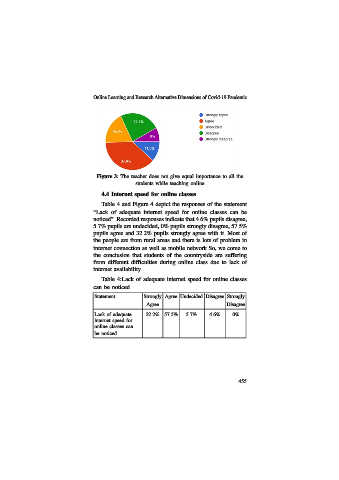 Online Learning and Research Alternative Dimensions of Covid-19 Pandemic
Strongly Agree
Agree
Undecided
Disagree
Strongly Disagree
Figure 3: The teacher does not give equal importance to all the
students while teaching online
4.4 Internet speed for online classes
Table 4 and Figure 4 depict the responses of the statement
“Lack of adequate internet speed for online classes can be
noticed”. Recorded responses indicate that 4.6% pupils disagree,
5.7% pupils are undecided, 0% pupils strongly disagree, 57.5%
pupils agree and 32.2% pupils strongly agree with it. Most of
the people are from rural areas and there is lots of problem in
internet connection as well as mobile network. So, we come to
the conclusion that students of the countryside are suffering
from different difficulties during online class due to lack of
internet availability.
Table 4:Lack of adequate internet speed for online classes
can be noticed
Statement Strongly Agree Undecided Disagree Strongly
Agree Disagree
Lack of adequate 32.2% 57.5% 5.7% 4.6% 0%
internet speed for
online classes can
be noticed
455